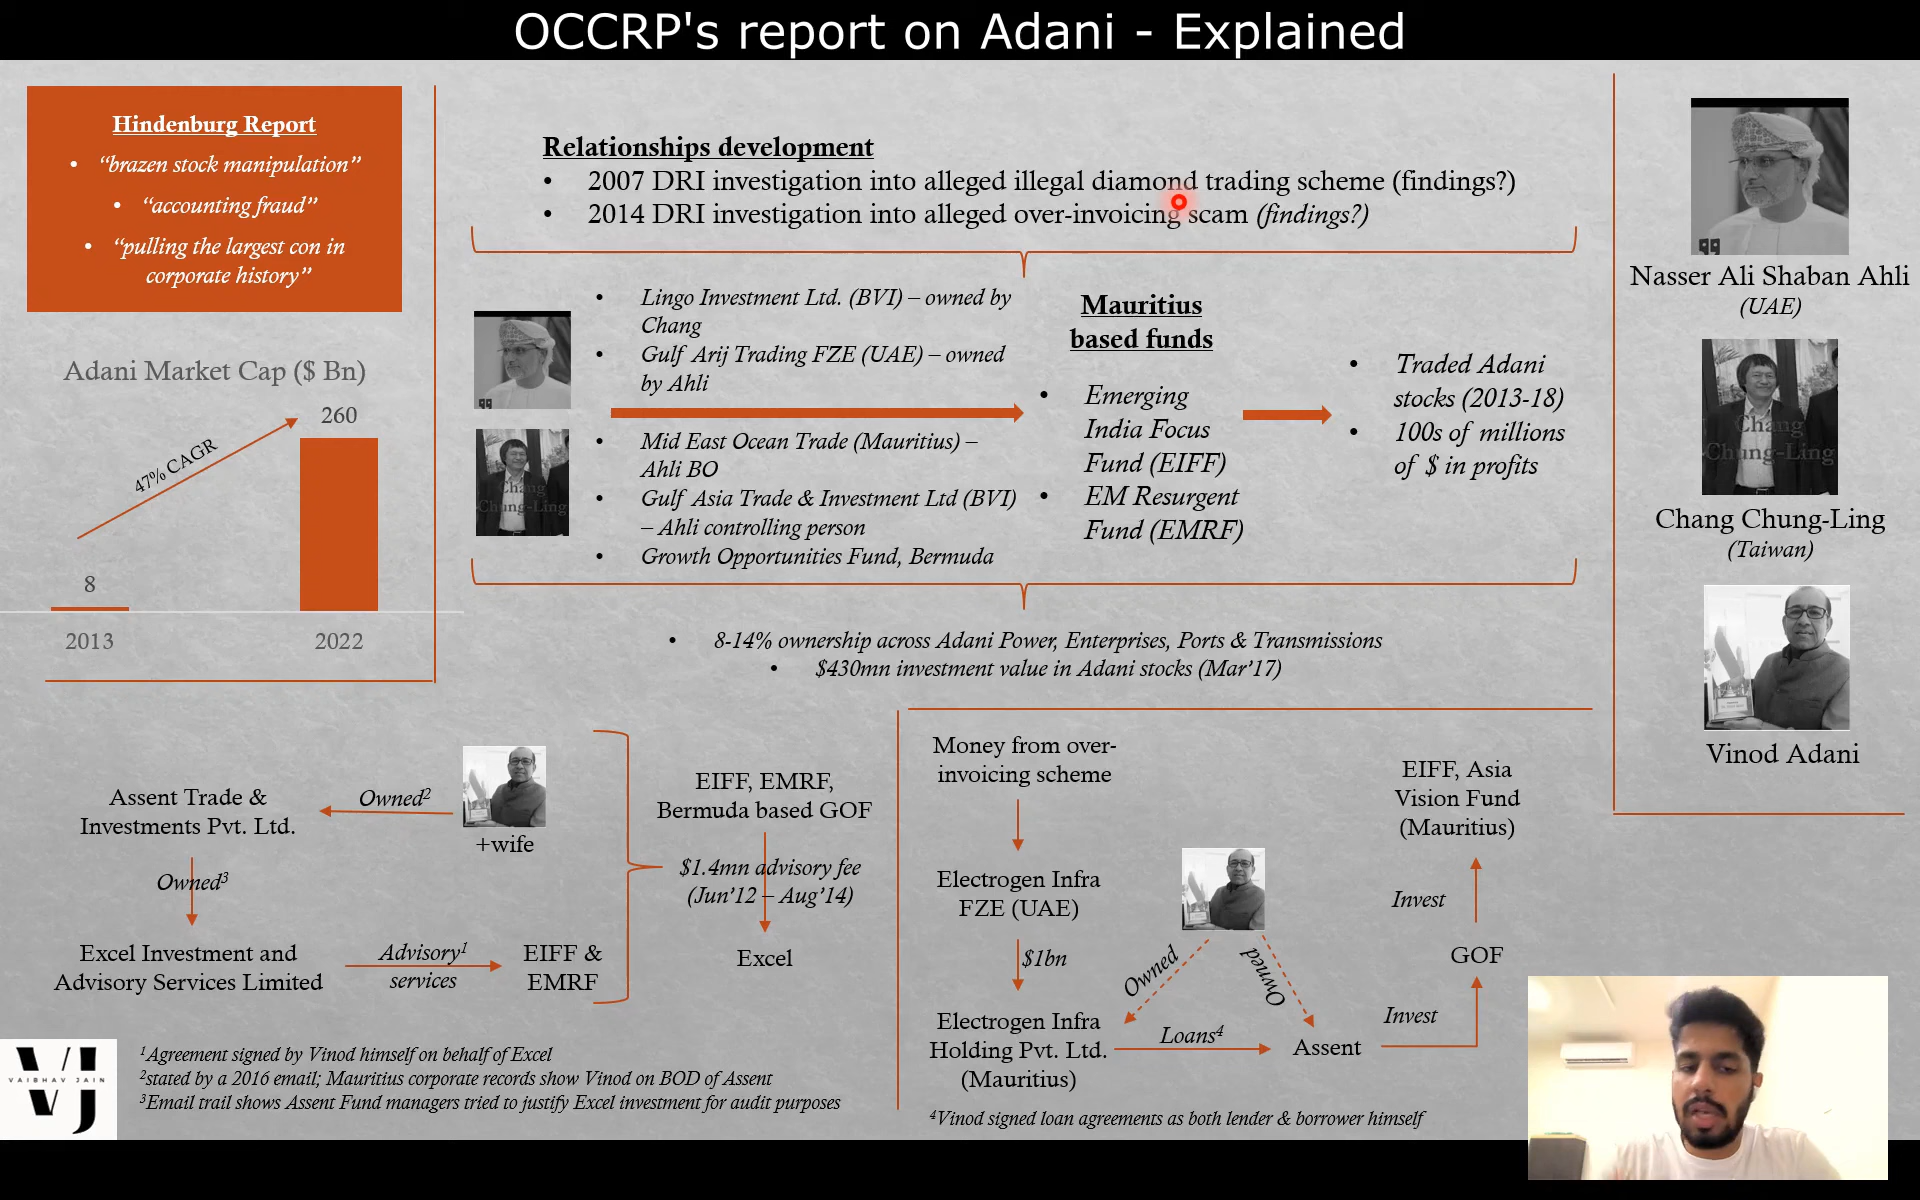 OCCRP's report on Adani - Explained
Hindenburg Report
• “brazen stock manipulation”
• “accounting fraud”
• “pulling the largest con in
corporate history”
Adani Market Cap ($ Bn)
260
47% CAGR
8
2013
2022
Relationships development
• 2007 DRI investigation into alleged illegal diamond trading scheme (findings?)
• 2014 DRI investigation into alleged over-invoicing scam (findings?)
• Lingo Investment Ltd. (BVI) – owned by
Chang
• Gulf Arij Trading FZE (UAE) – owned
by Ahli
• Mid East Ocean Trade (Mauritius) –
Ahli BO
• Gulf Asia Trade & Investment Ltd (BVI)
– Ahli controlling person
• Growth Opportunities Fund, Bermuda
Chang
Chung-Ling
Mauritius
based funds
• Emerging
India Focus
Fund (EIFF)
• EM Resurgent
Fund (EMRF)
• Traded Adani
stocks (2013-18)
• 100s of millions
of $ in profits
• 8-14% ownership across Adani Power, Enterprises, Ports & Transmissions
• $430mn investment value in Adani stocks (Mar’17)
Nasser Ali Shaban Ahli
(UAE)
Chang
Chung-Ling
Chang Chung-Ling
(Taiwan)
Vinod Adani
Assent Trade &
Investments Pvt. Ltd.
Owned²
+wife
Owned³
Excel Investment and
Advisory Services Limited
Advisory¹
services
EIFF &
EMRF
EIFF, EMRF,
Bermuda based GOF
$1.4mn advisory fee
(Jun’12 – Aug’14)
Excel
¹Agreement signed by Vinod himself on behalf of Excel
²stated by a 2016 email; Mauritius corporate records show Vinod on BOD of Assent
³Email trail shows Assent Fund managers tried to justify Excel investment for audit purposes
VAIBHAV JAIN
VJ
Money from over-
invoicing scheme
Electrogen Infra
FZE (UAE)
$1bn
Electrogen Infra
Holding Pvt. Ltd.
(Mauritius)
Owned
Owned
Loans⁴
Assent
Invest
GOF
Invest
EIFF, Asia
Vision Fund
(Mauritius)
⁴Vinod signed loan agreements as both lender & borrower himself